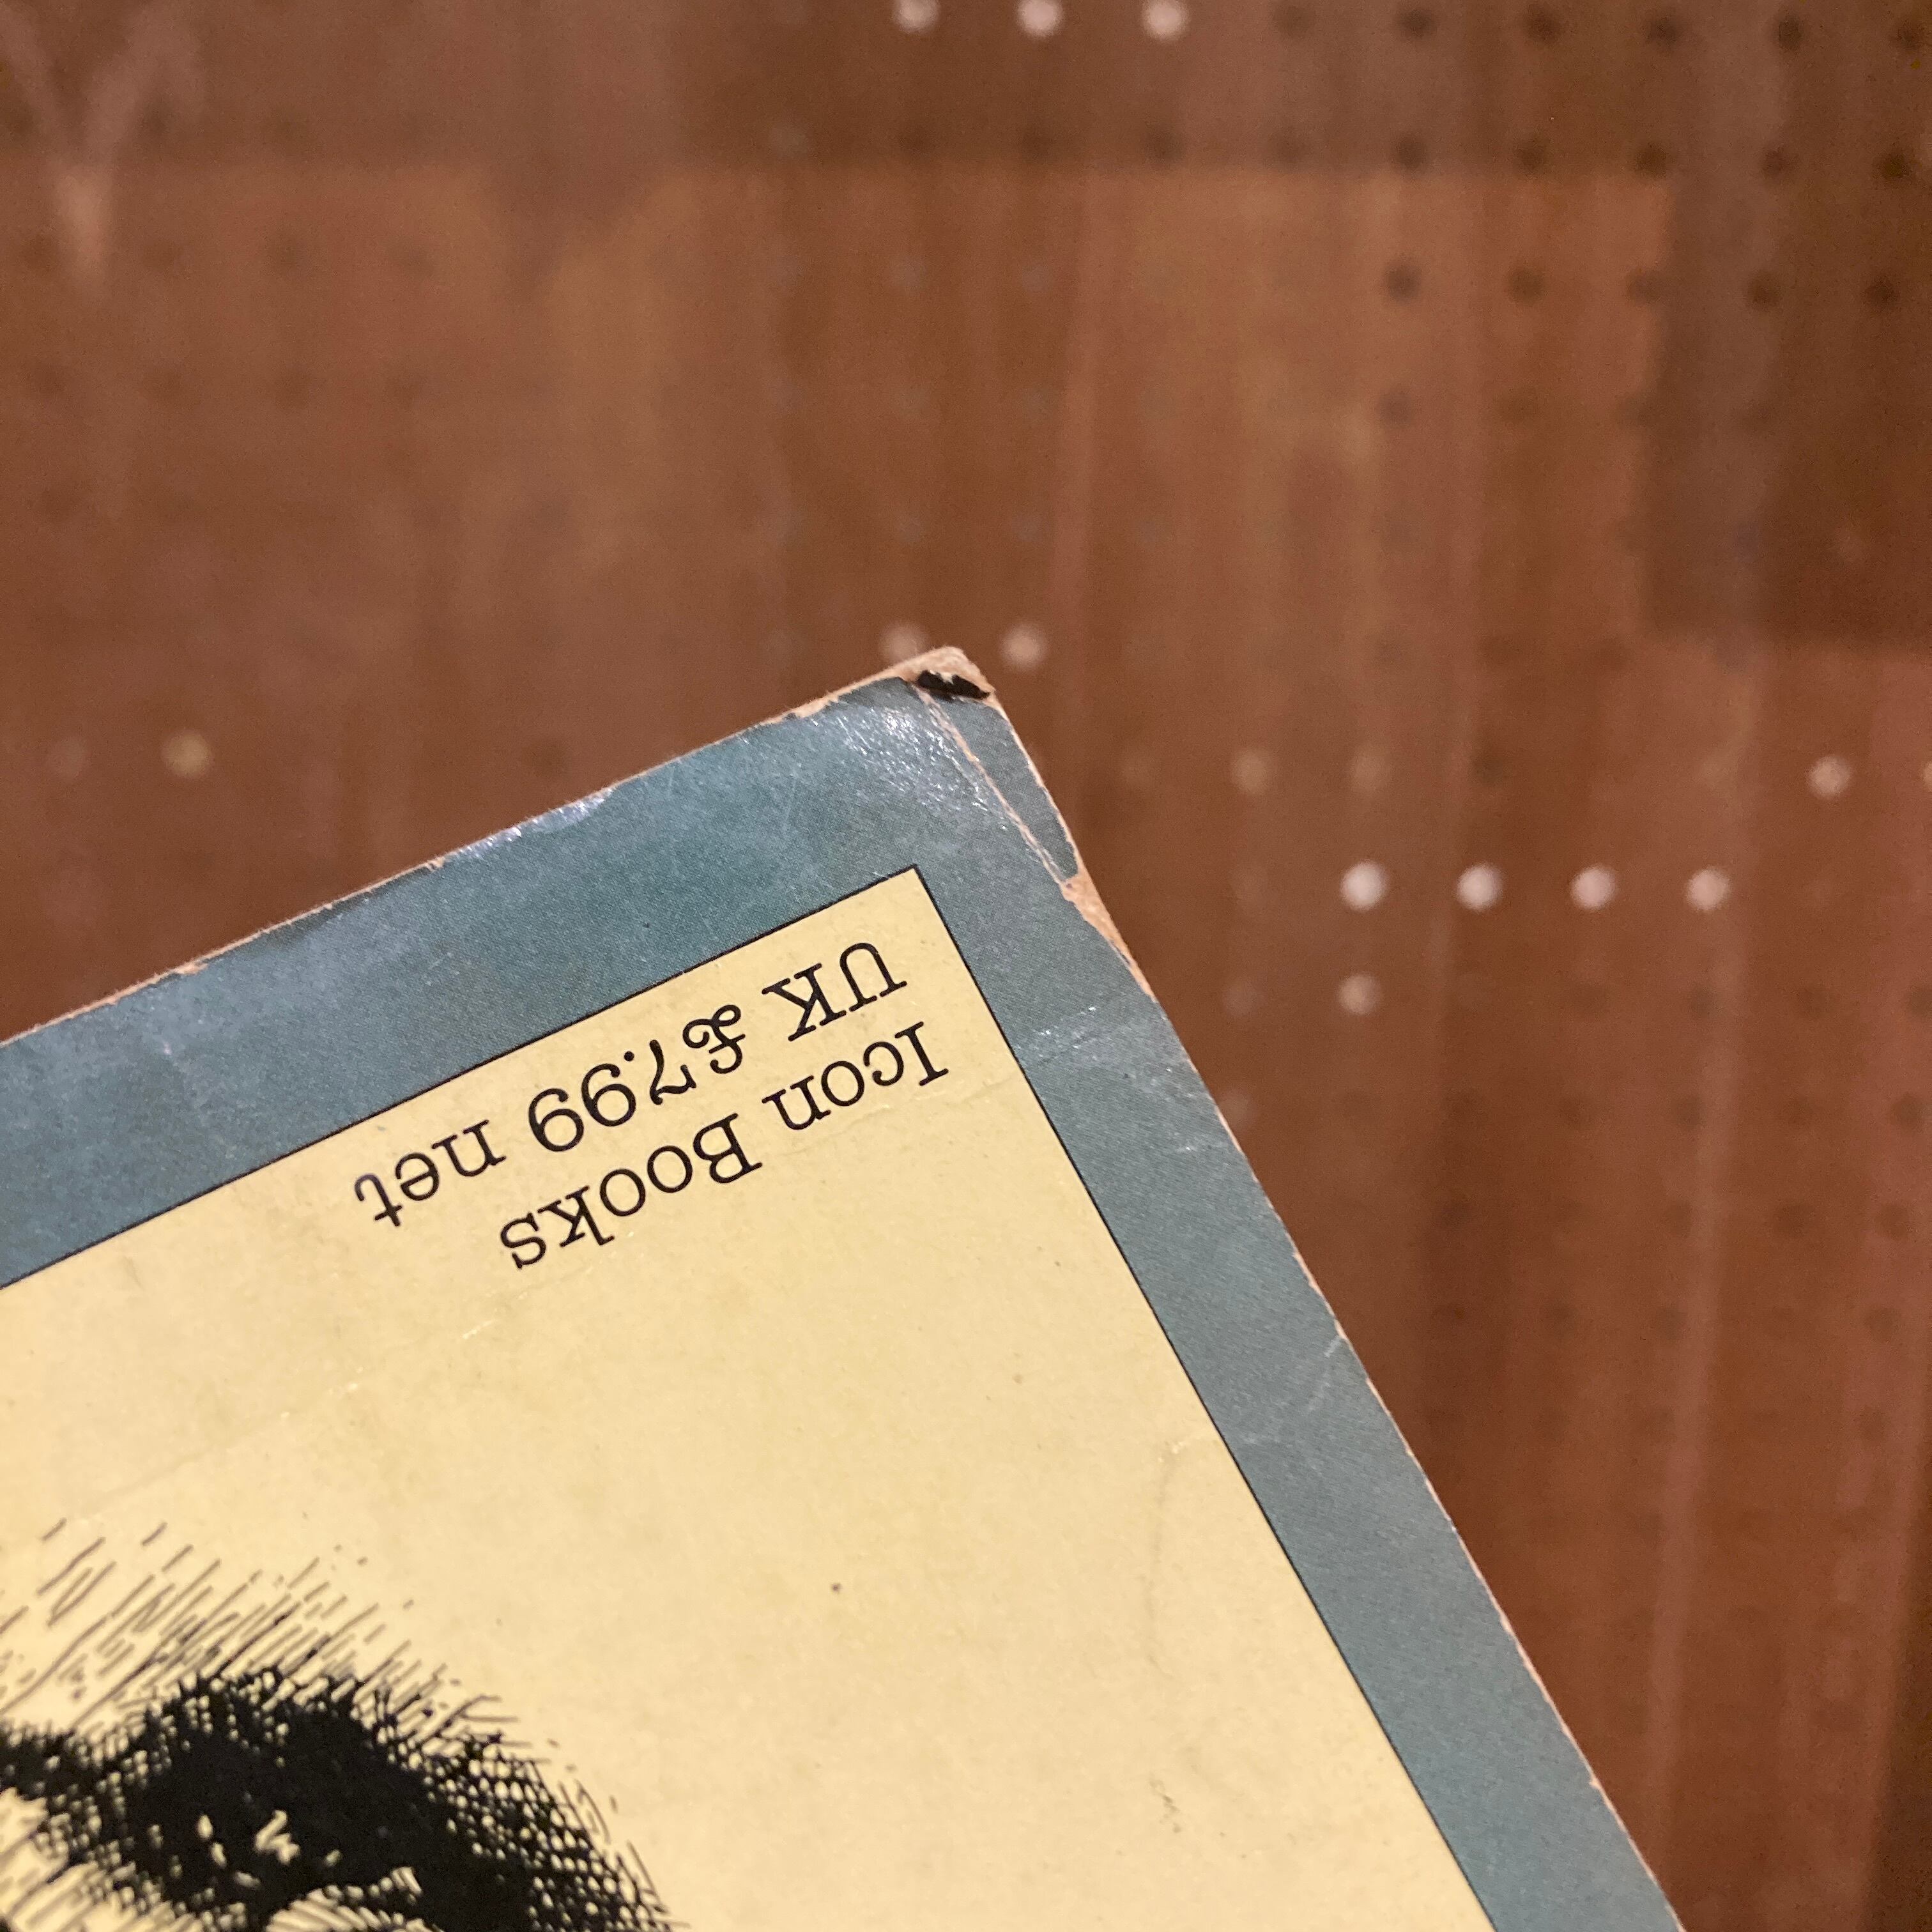 Icon Books
UK £7.99 net